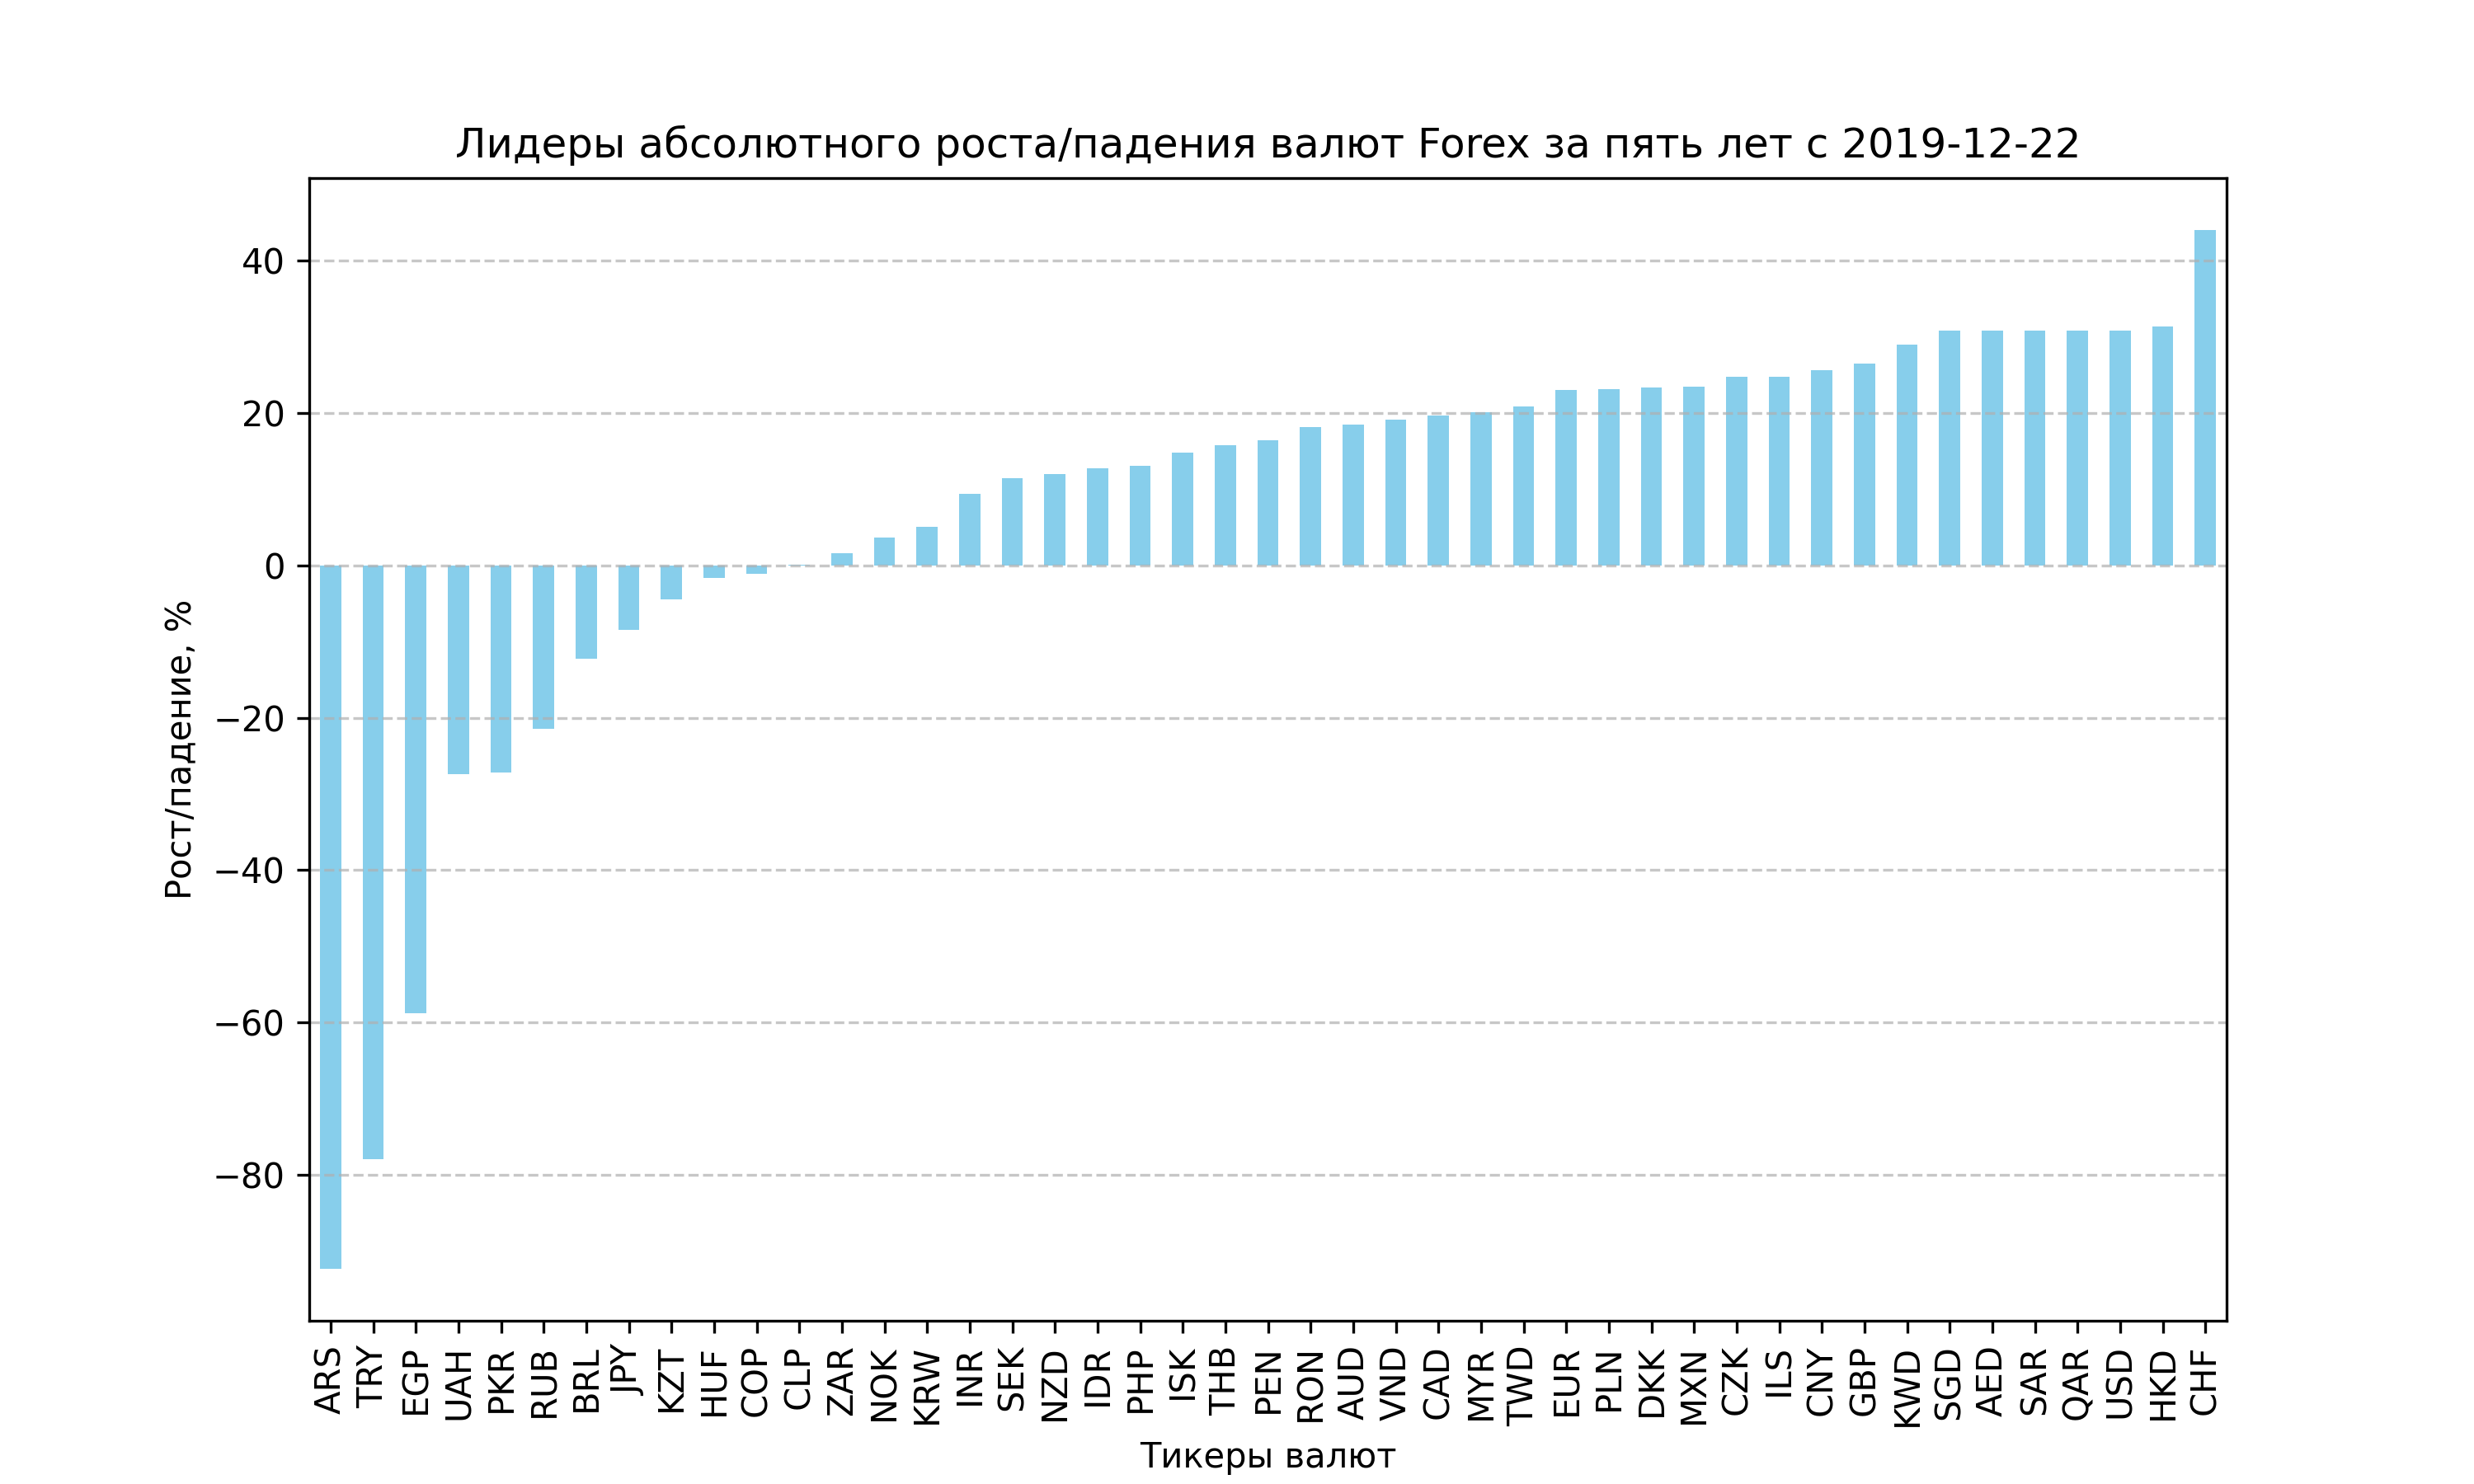 Лидеры абсолютного роста/падения валют Forex за пять лет с 2019-12-22
Рост/падение, %
40
20
0
−20
−40
−60
−80
ARS
TRY
EGP
UAH
PKR
RUB
BRL
JPY
KZT
HUF
COP
CLP
ZAR
NOK
KRW
INR
SEK
NZD
IDR
PHP
ISK
THB
PEN
RON
AUD
VND
CAD
MYR
TWD
EUR
PLN
DKK
MXN
CZK
ILS
CNY
GBP
KWD
SGD
AED
SAR
QAR
USD
HKD
CHF
Тикеры валют